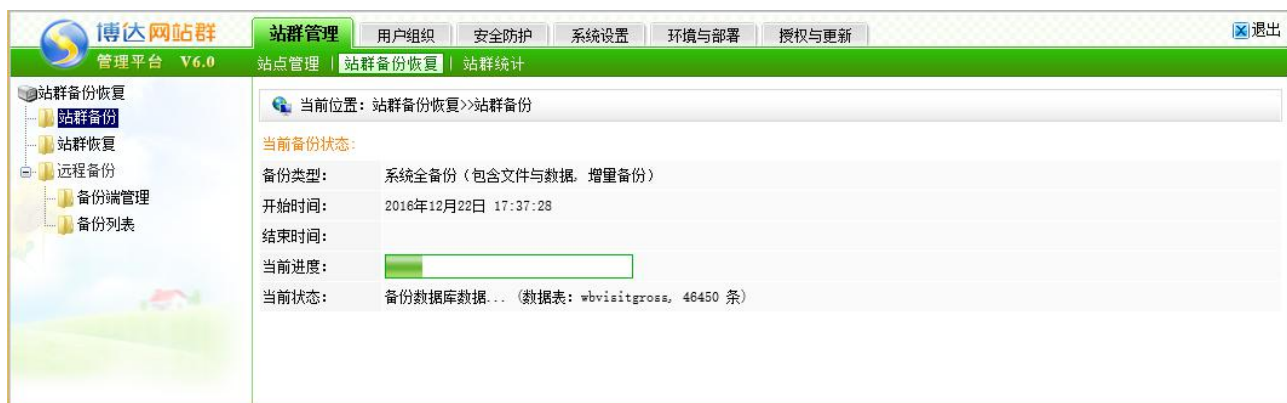 博达网站群
管理平台 V6.0
站群管理 用户组织 安全防护 系统设置 环境与部署 授权与更新
退出
站点管理 | 站群备份恢复 | 站群统计
站群备份恢复
站群备份
站群恢复
远程备份
备份端管理
备份列表
当前位置：站群备份恢复>>站群备份
当前备份状态:
备份类型： 系统全备份（包含文件与数据, 增量备份）
开始时间： 2016年12月22日 17:37:28
结束时间：
当前进度：
当前状态： 备份数据库数据... (数据表：wbvisitgross, 46450 条)